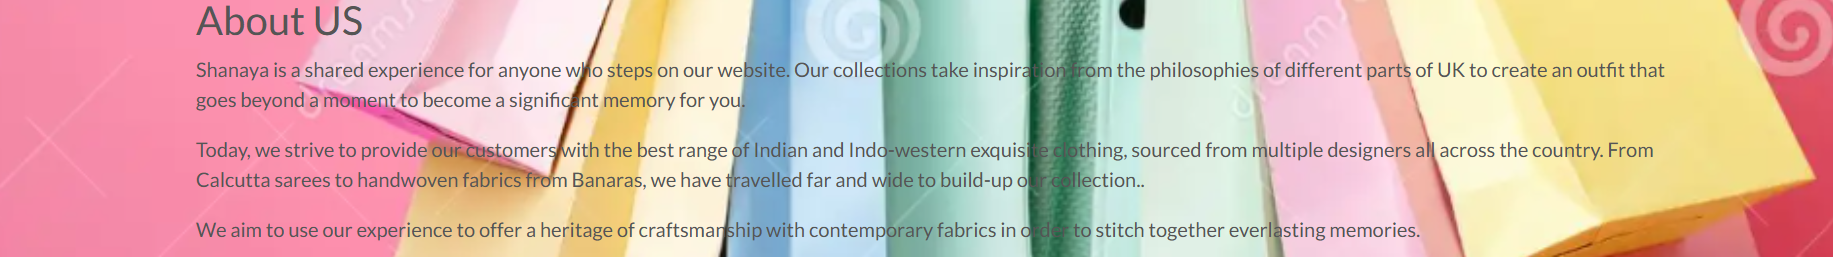 About US
Shanaya is a shared experience for anyone who steps on our website. Our collections take inspiration from the philosophies of different parts of UK to create an outfit that
goes beyond a moment to become a significant memory for you.
Today, we strive to provide our customers with the best range of Indian and Indo-western exquisite clothing, sourced from multiple designers all across the country. From
Calcutta sarees to handwoven fabrics from Banaras, we have travelled far and wide to build-up our collection..
We aim to use our experience to offer a heritage of craftsmanship with contemporary fabrics in order to stitch together everlasting memories.